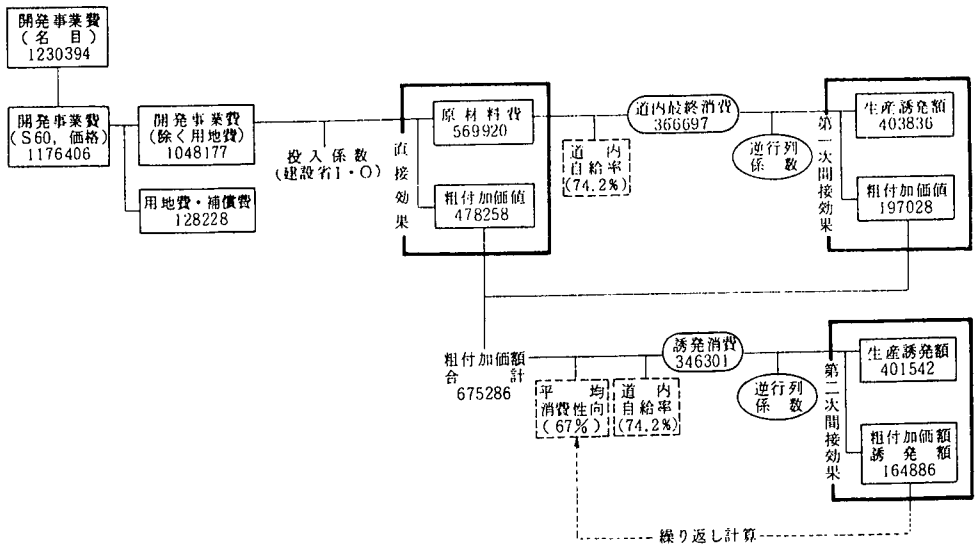 開発事業費
(名 目)
1230394
開発事業費
(S60, 価格)
1176406
開発事業費
(除く用地費)
1048177
用地費・補償費
128228
投入係数
(建設省I・O)
直接効果
原材料費
569920
粗付加価値
478258
道内
自給率
(74.2%)
道内最終消費
366697
逆行列
係数
第一次間接効果
生産誘発額
403836
粗付加価値
197028
粗付加価額
合 計
675286
平均
消費性向
(67%)
道内
自給率
(74.2%)
誘発消費
346301
逆行列
係数
第二次間接効果
生産誘発額
401542
粗付加価額
誘発額
164886
繰り返し計算